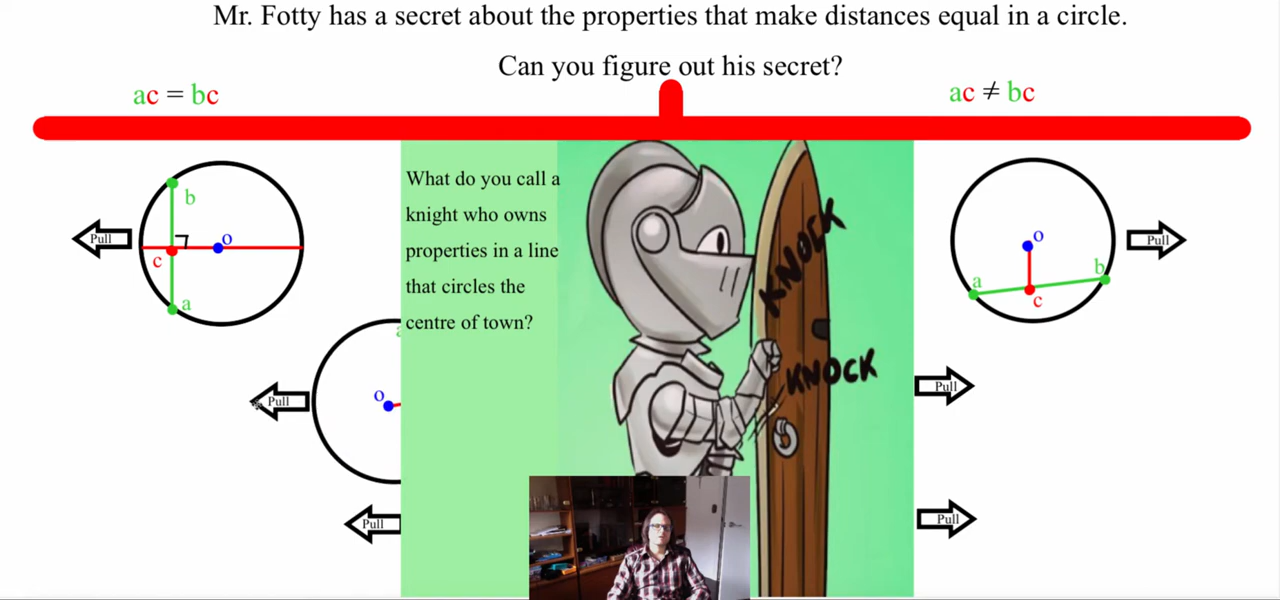 Mr. Fotty has a secret about the properties that make distances equal in a circle.
Can you figure out his secret?
ac = bc
ac ≠ bc
What do you call a
knight who owns
properties in a line
that circles the
centre of town?
KNOCK
KNOCK
b
o
c
a
Pull
o
a
b
c
Pull
a
o
Pull
Pull
Pull
Pull